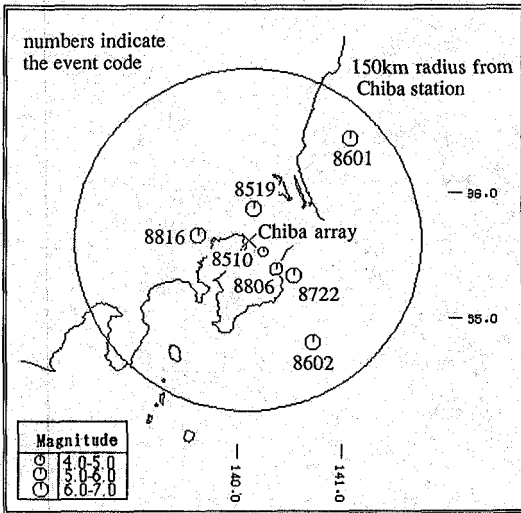 numbers indicate
the event code
150km radius from
Chiba station
8601
8519
36.0
8816
Chiba array
8510
8806
8722
35.0
8602
Magnitude
4.0-5.0
5.0-6.0
6.0-7.0
140.0
141.0